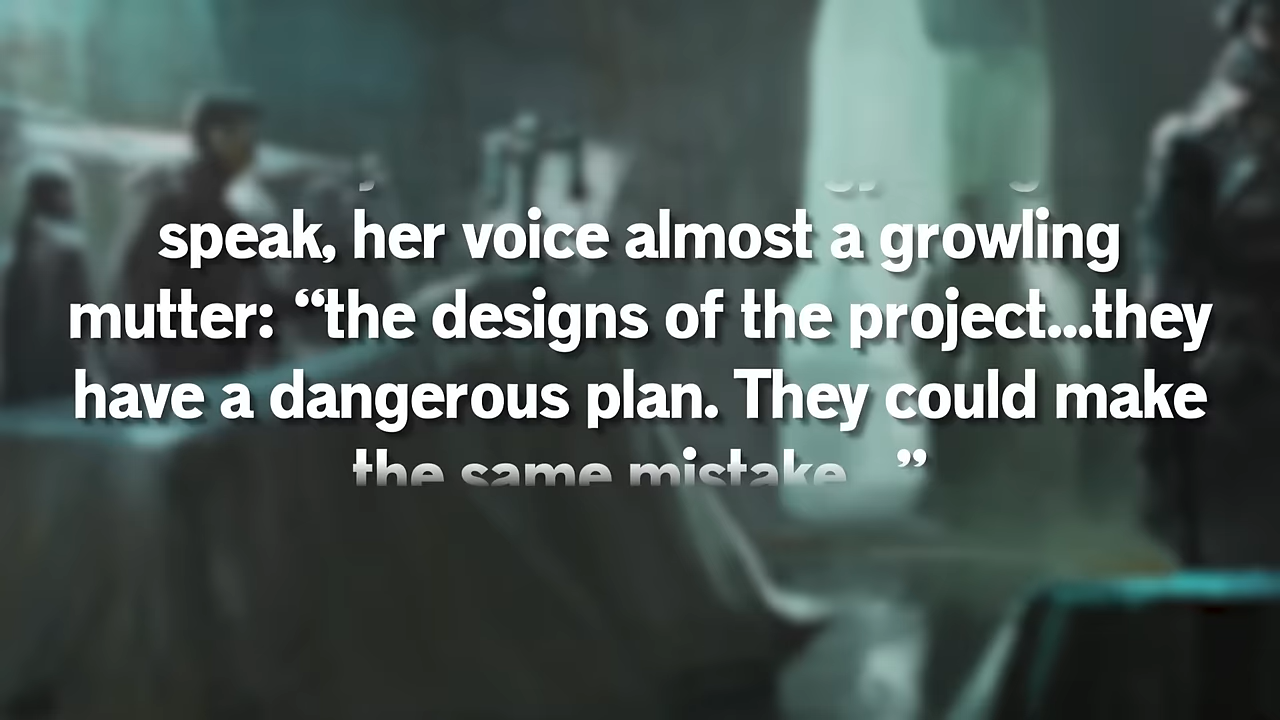 speak, her voice almost a growling
mutter: “the designs of the project...they
have a dangerous plan. They could make
the same mistake...”